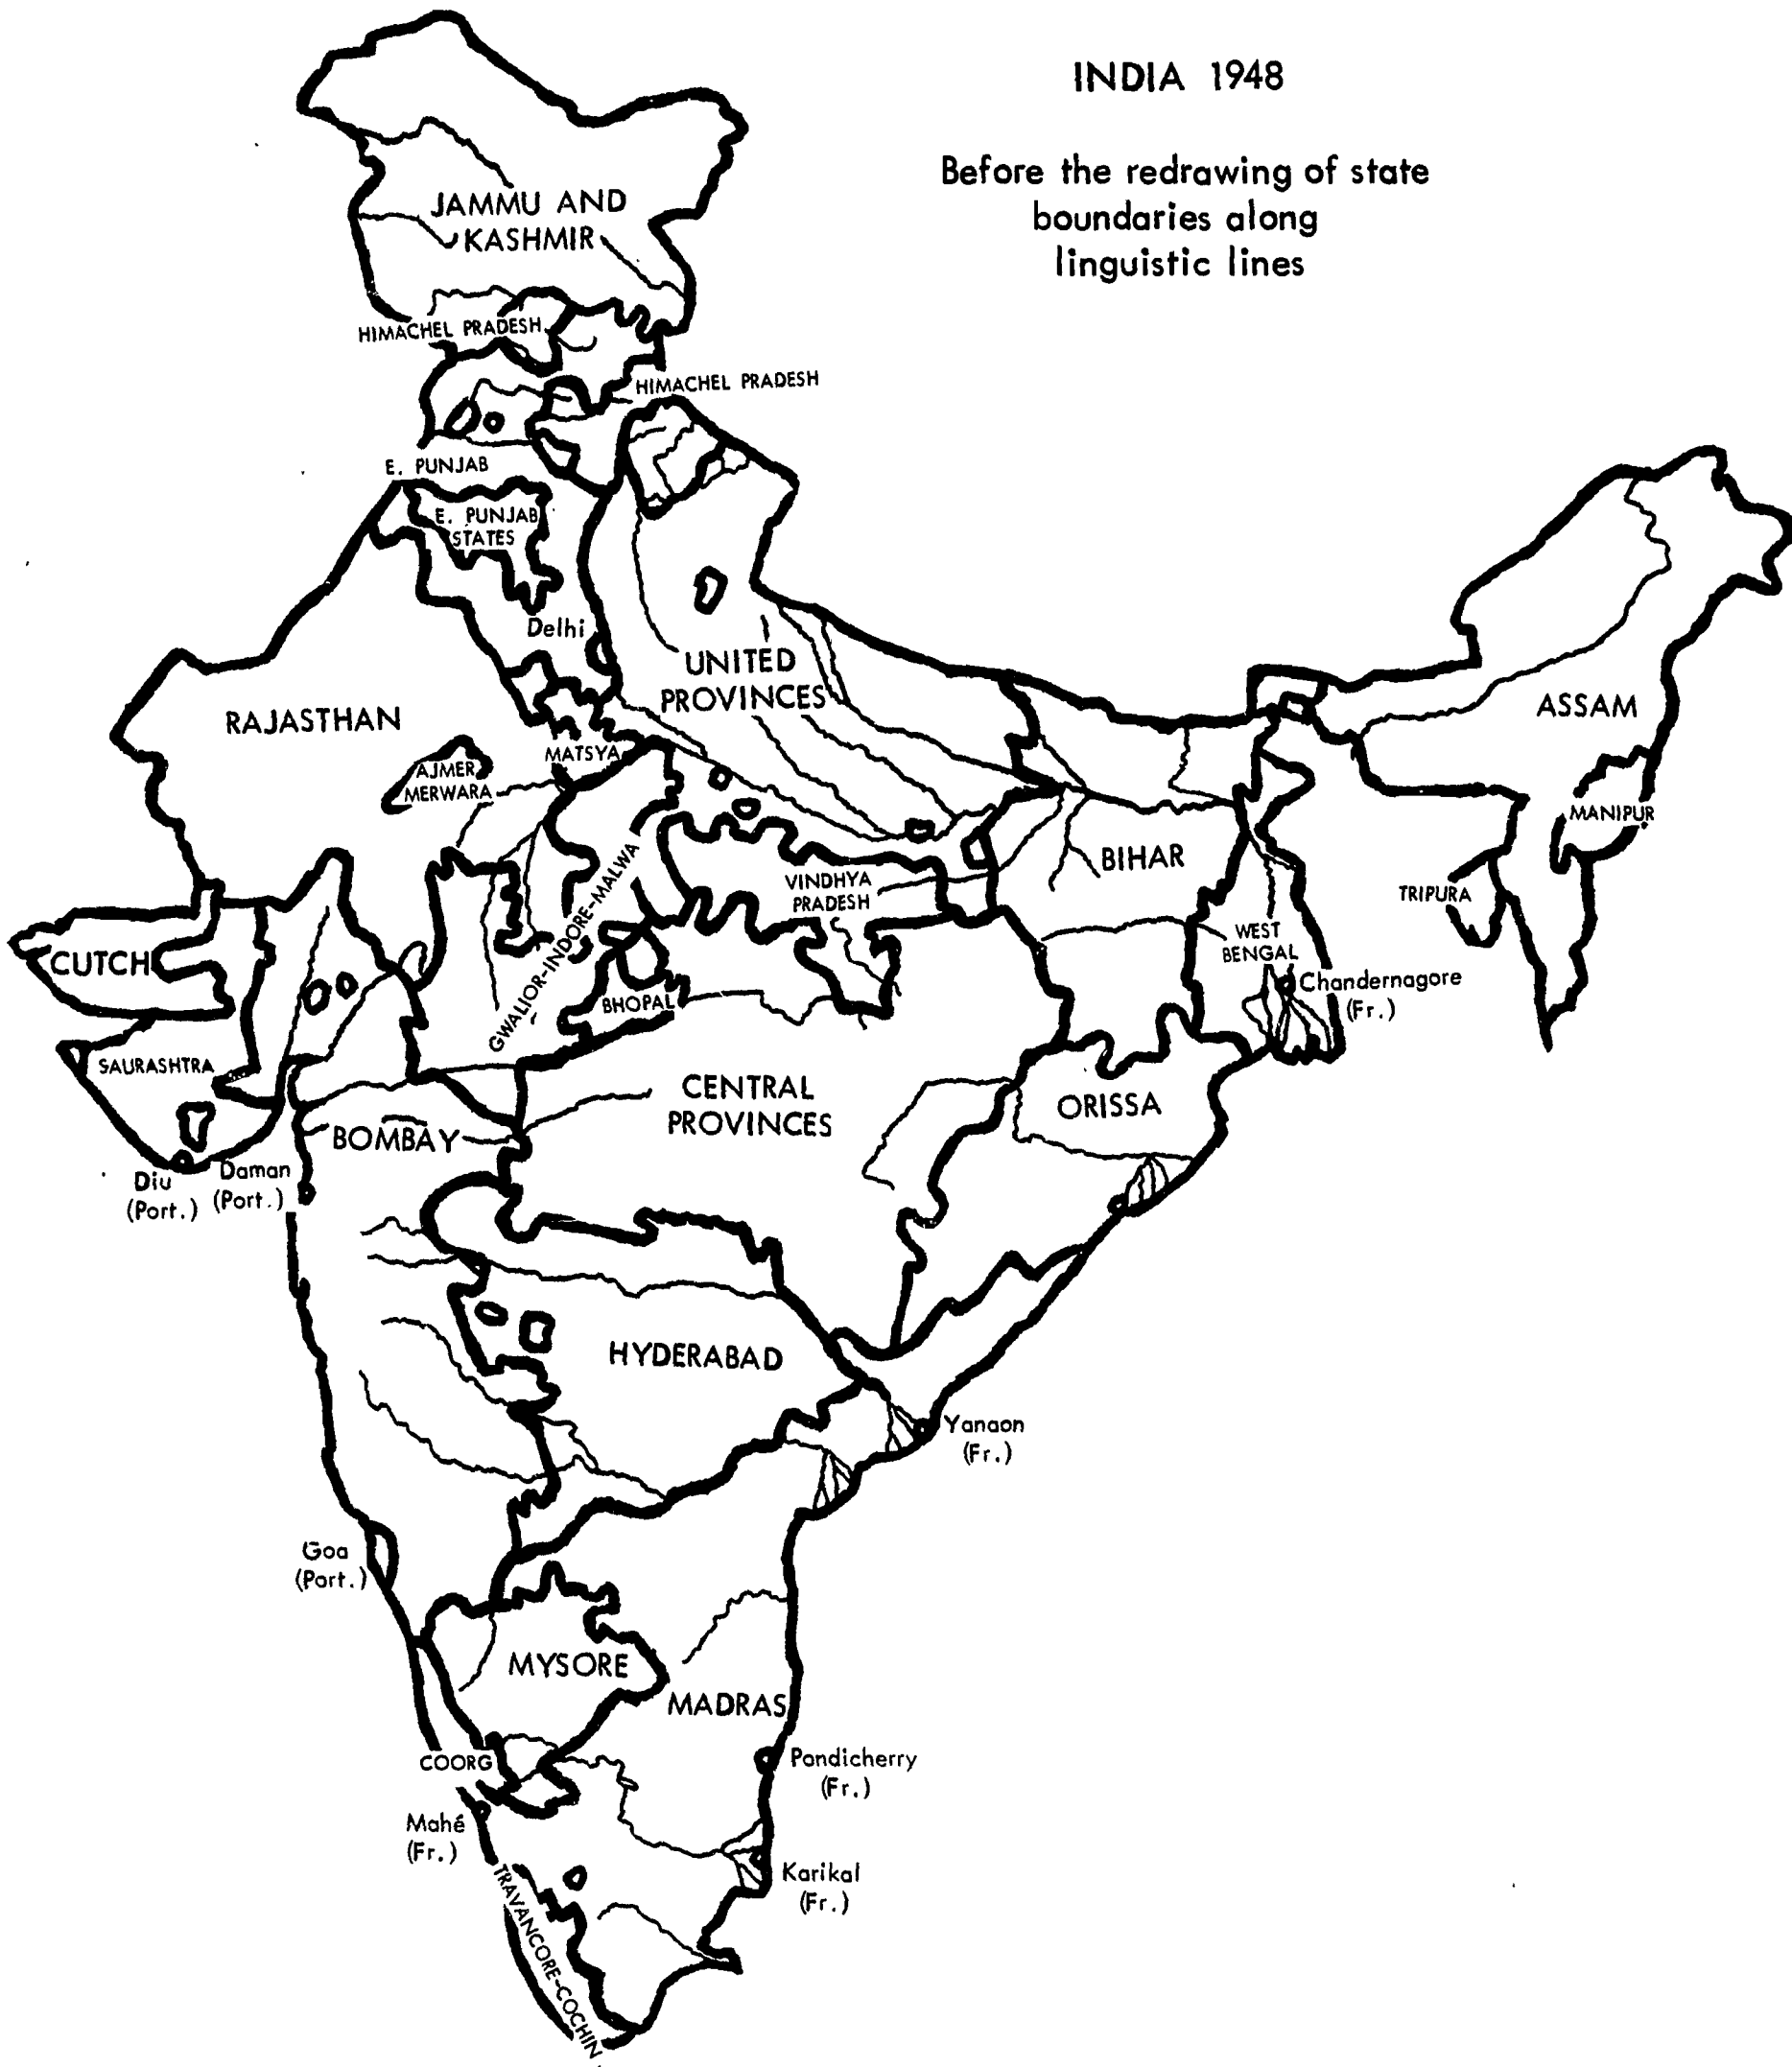 INDIA 1948
Before the redrawing of state
boundaries along
linguistic lines
JAMMU AND
KASHMIR
HIMACHEL PRADESH
HIMACHEL PRADESH
E. PUNJAB
E. PUNJAB
STATES
Delhi
UNITED
PROVINCES
RAJASTHAN
ASSAM
MATSYA
AJMER
MERWARA
MANIPUR
BIHAR
GWALIOR-INDORE-MALWA
VINDHYA
PRADESH
TRIPURA
WEST
BENGAL
CUTCH
Chandernagore
(Fr.)
BHOPAL
SAURASHTRA
CENTRAL
PROVINCES
ORISSA
BOMBAY
Diu
(Port.)
Daman
(Port.)
HYDERABAD
Yanaon
(Fr.)
Goa
(Port.)
MYSORE
MADRAS
COORG
Pondicherry
(Fr.)
Mahé
(Fr.)
Karikal
(Fr.)
TRAVANCORE-COCHIN